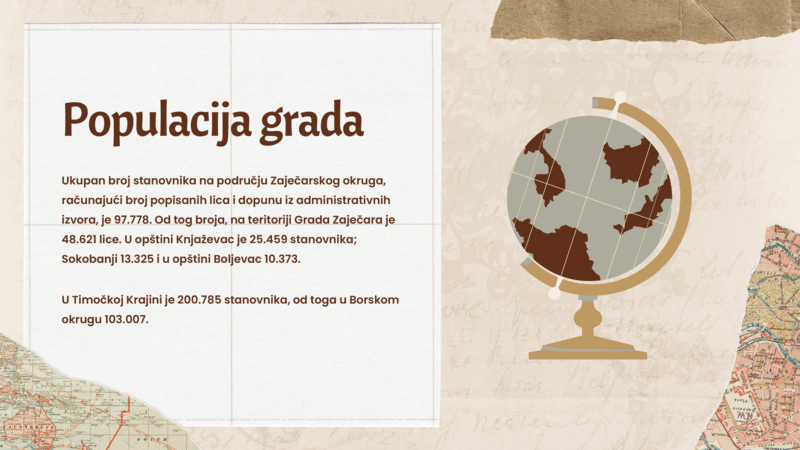 Populacija grada
Ukupan broj stanovnika na području Zaječarskog okruga,
računajući broj popisanih lica i dopunu iz administrativnih
izvora, je 97.778. Od tog broja, na teritoriji Grada Zaječara je
48.621 lice. U opštini Knjaževac je 25.459 stanovnika;
Sokobanji 13.325 i u opštini Boljevac 10.373.
U Timočkoj Krajini je 200.785 stanovnika, od toga u Borskom
okrugu 103.007.